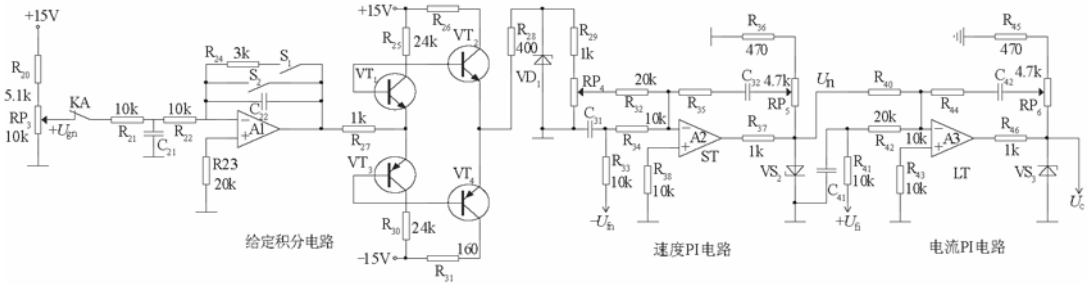 +15V
R20
5.1k
RP3
10k
KA
+Ugn
10k
R21
C21
10k
R22
R24
3k
S1
S2
C22
A1
−
+
R23
20k
给定积分电路
+15V
R25
24k
R26
VT1
VT2
1k
R27
VT3
VT4
R30
24k
−15V
160
R31
R28
400
VD1
R29
1k
RP4
C31
20k
R32
10k
R34
R33
10k
−Ufn
R38
10k
−
+
A2
ST
R35
C32
4.7k
RP5
R36
470
R37
1k
VS2
速度PI电路
Un
R40
20k
R42
C41
R41
10k
+Ufi
10k
R43
10k
−
+
A3
LT
R44
C42
4.7k
RP6
R45
470
R46
1k
VS3
Uc
电流PI电路